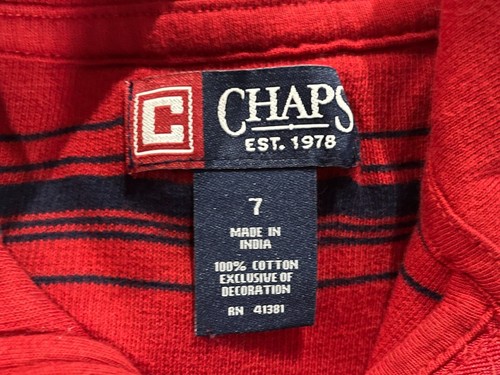 C
CHAPS
EST. 1978
7
MADE IN
INDIA
100% COTTON
EXCLUSIVE OF
DECORATION
RN 41381